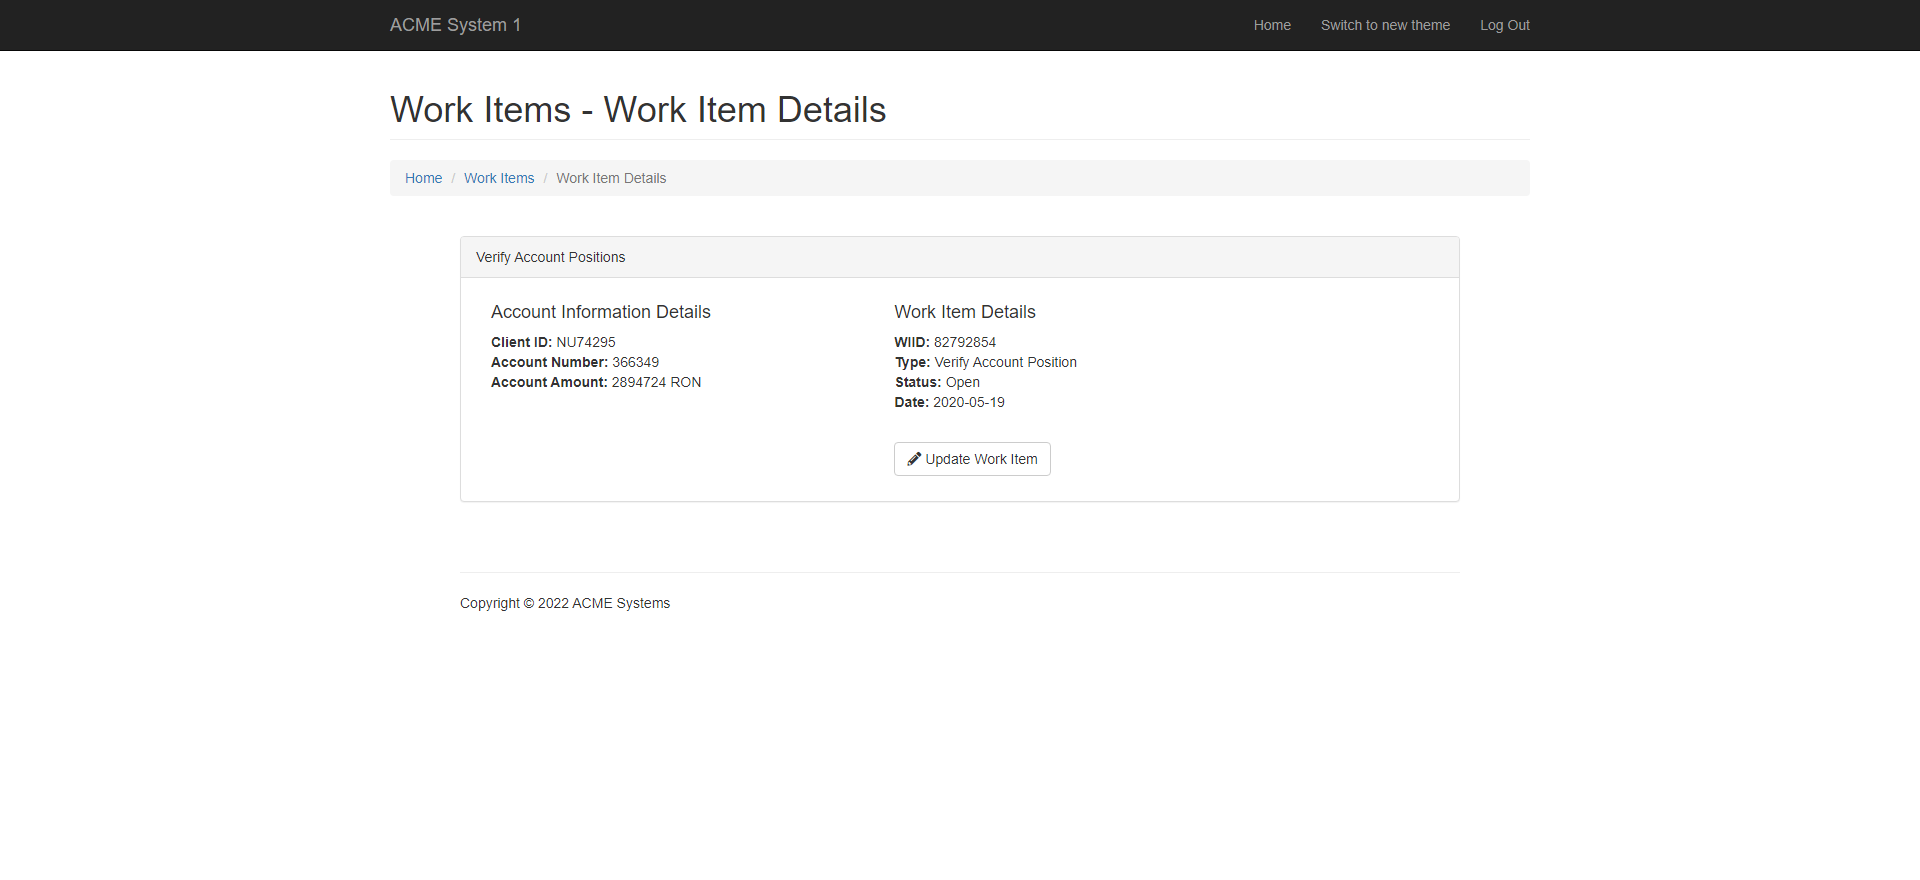 ACME System 1
Home
Switch to new theme
Log Out
Work Items - Work Item Details
Home / Work Items / Work Item Details
Verify Account Positions
Account Information Details
Client ID: NU74295
Account Number: 366349
Account Amount: 2894724 RON
Work Item Details
WIID: 82792854
Type: Verify Account Position
Status: Open
Date: 2020-05-19
Update Work Item
Copyright © 2022 ACME Systems